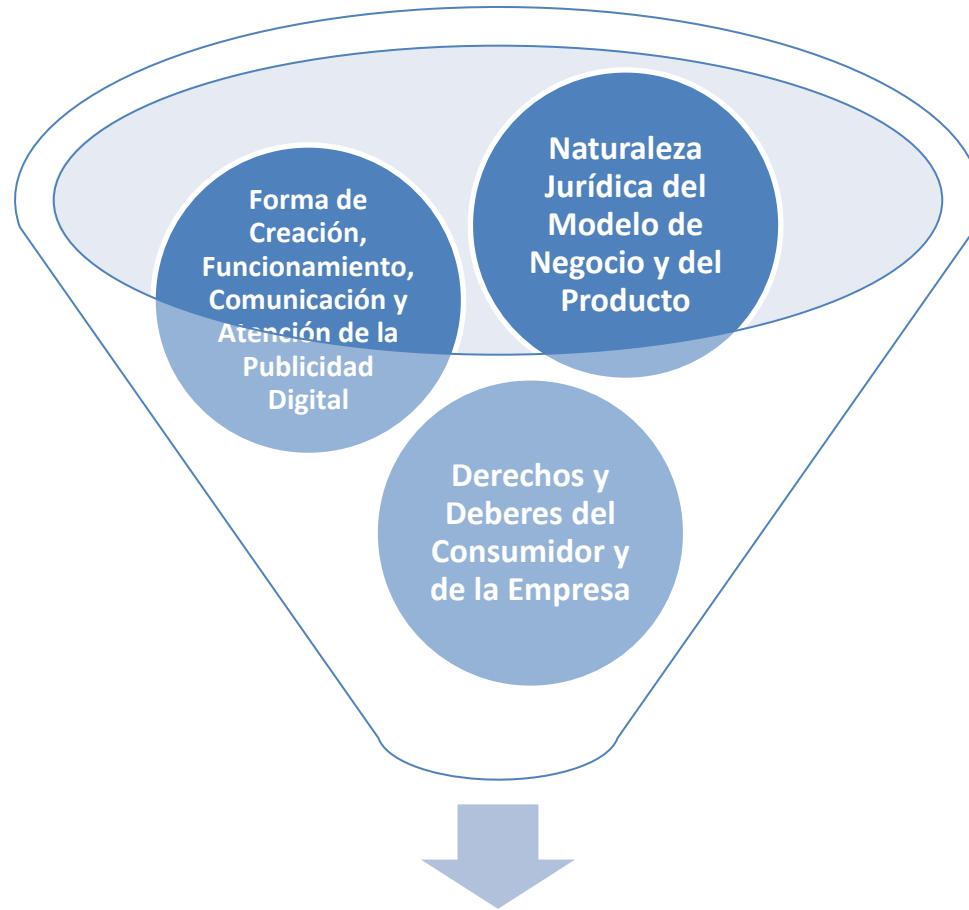 Naturaleza
Jurídica del
Modelo de
Negocio y del
Producto
Forma de
Creación,
Funcionamiento,
Comunicación y
Atención de la
Publicidad
Digital
Derechos y
Deberes del
Consumidor y
de la Empresa